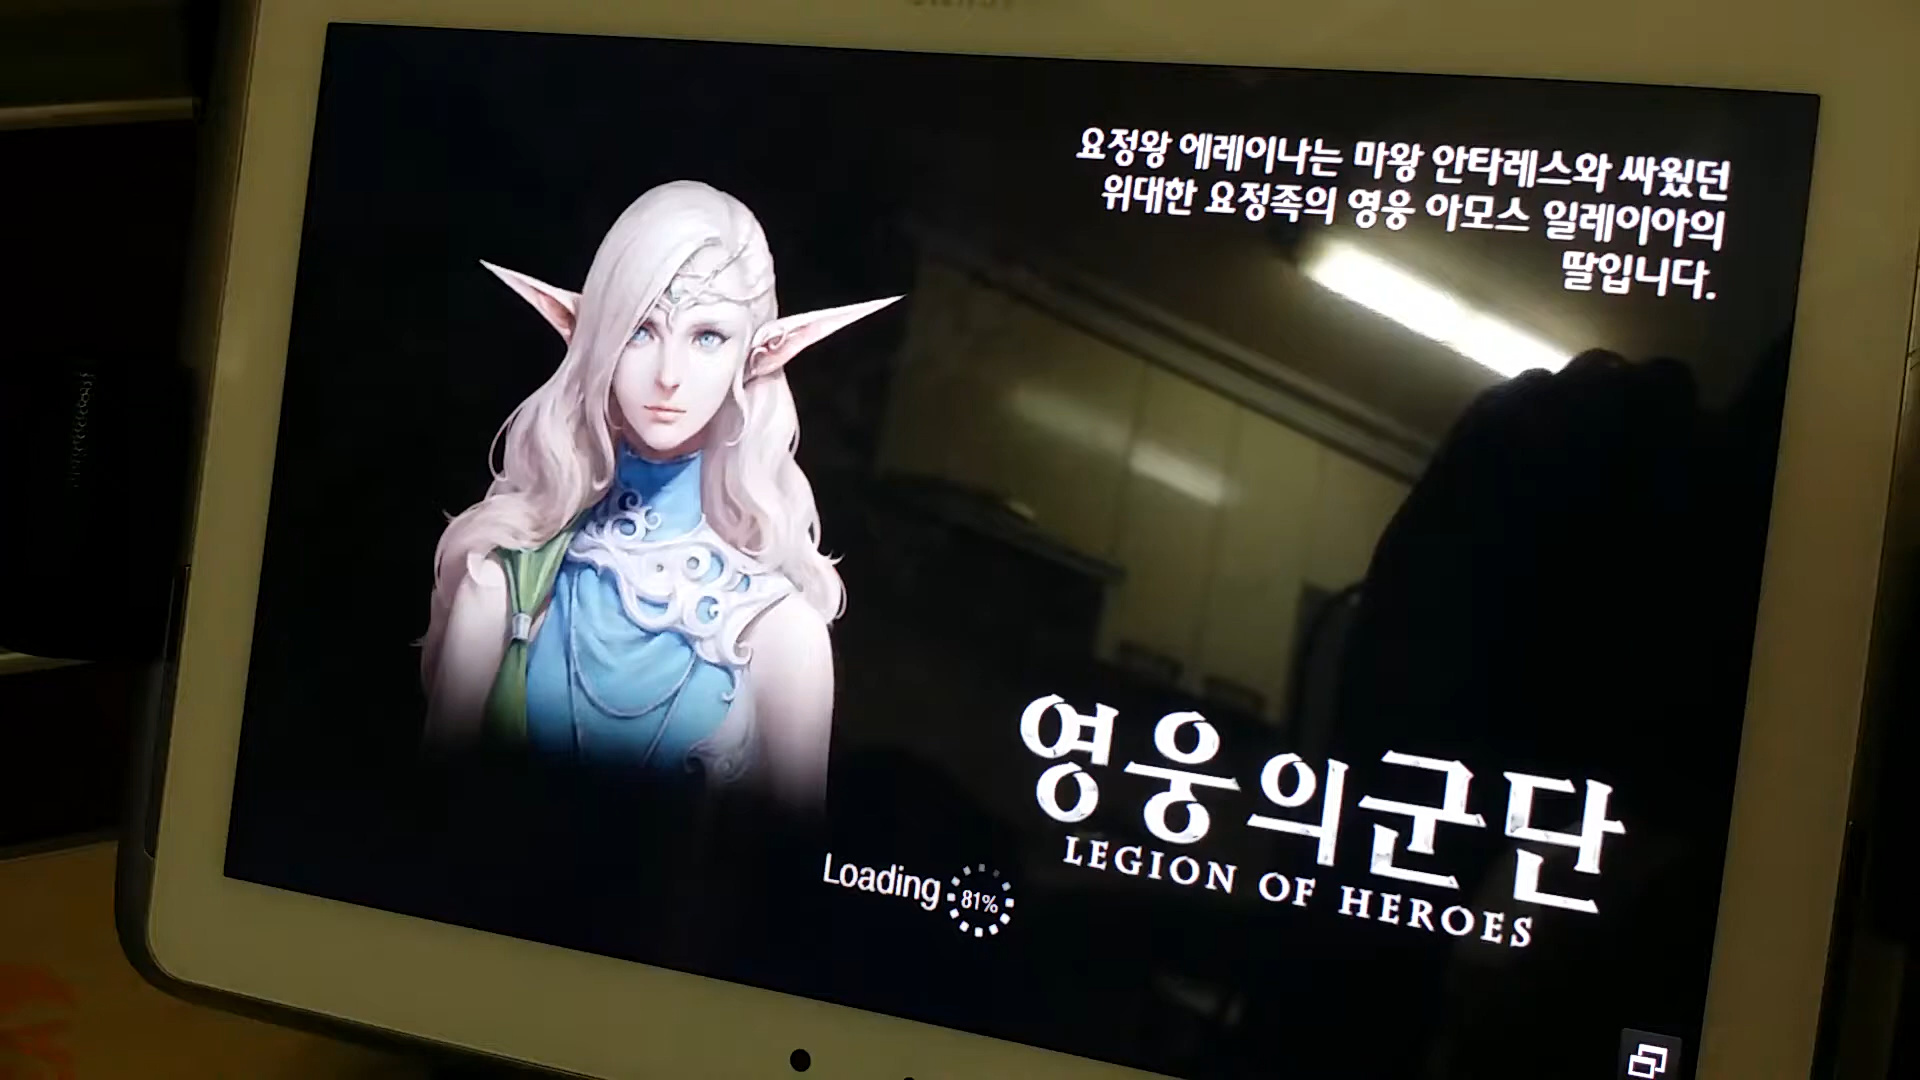 요정왕 에레이나는 마왕 안타레스와 싸웠던
위대한 요정족의 영웅 아모스 일레이아의
딸입니다.
영웅의군단
LEGION OF HEROES
Loading 81%